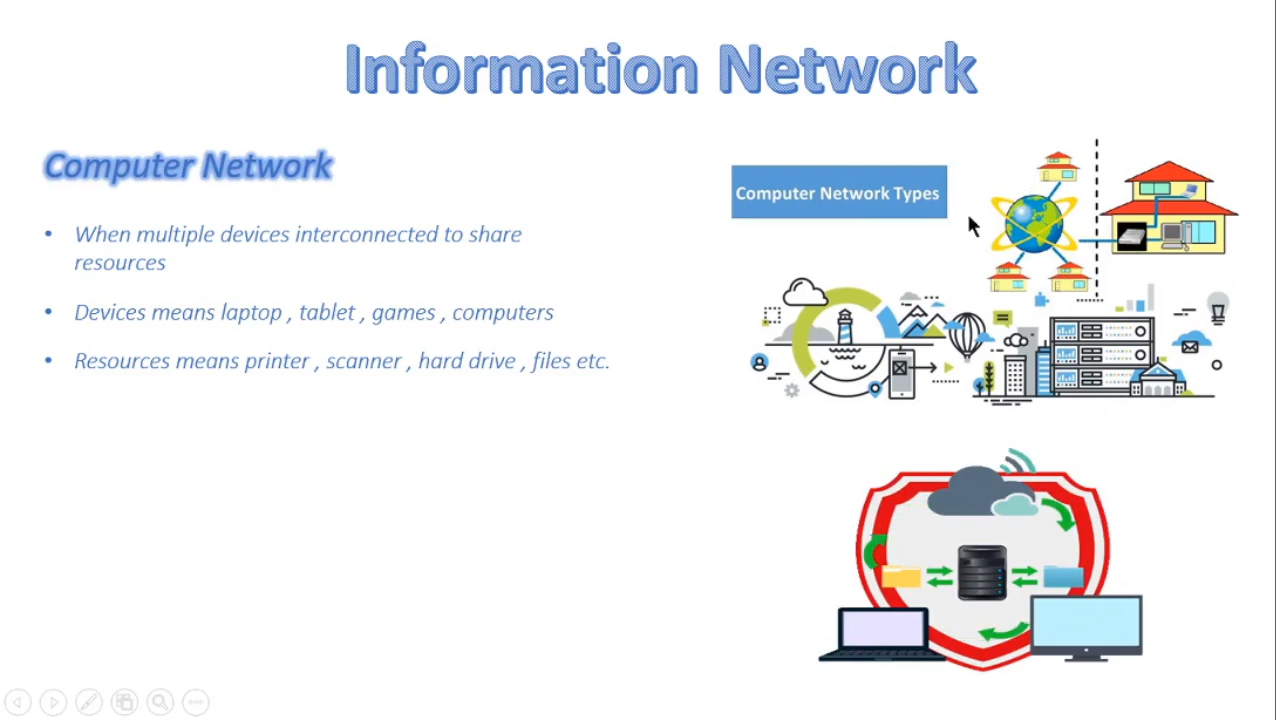 Information Network
Computer Network
• When multiple devices interconnected to share
resources
• Devices means laptop , tablet , games , computers
• Resources means printer , scanner , hard drive , files etc.
Computer Network Types